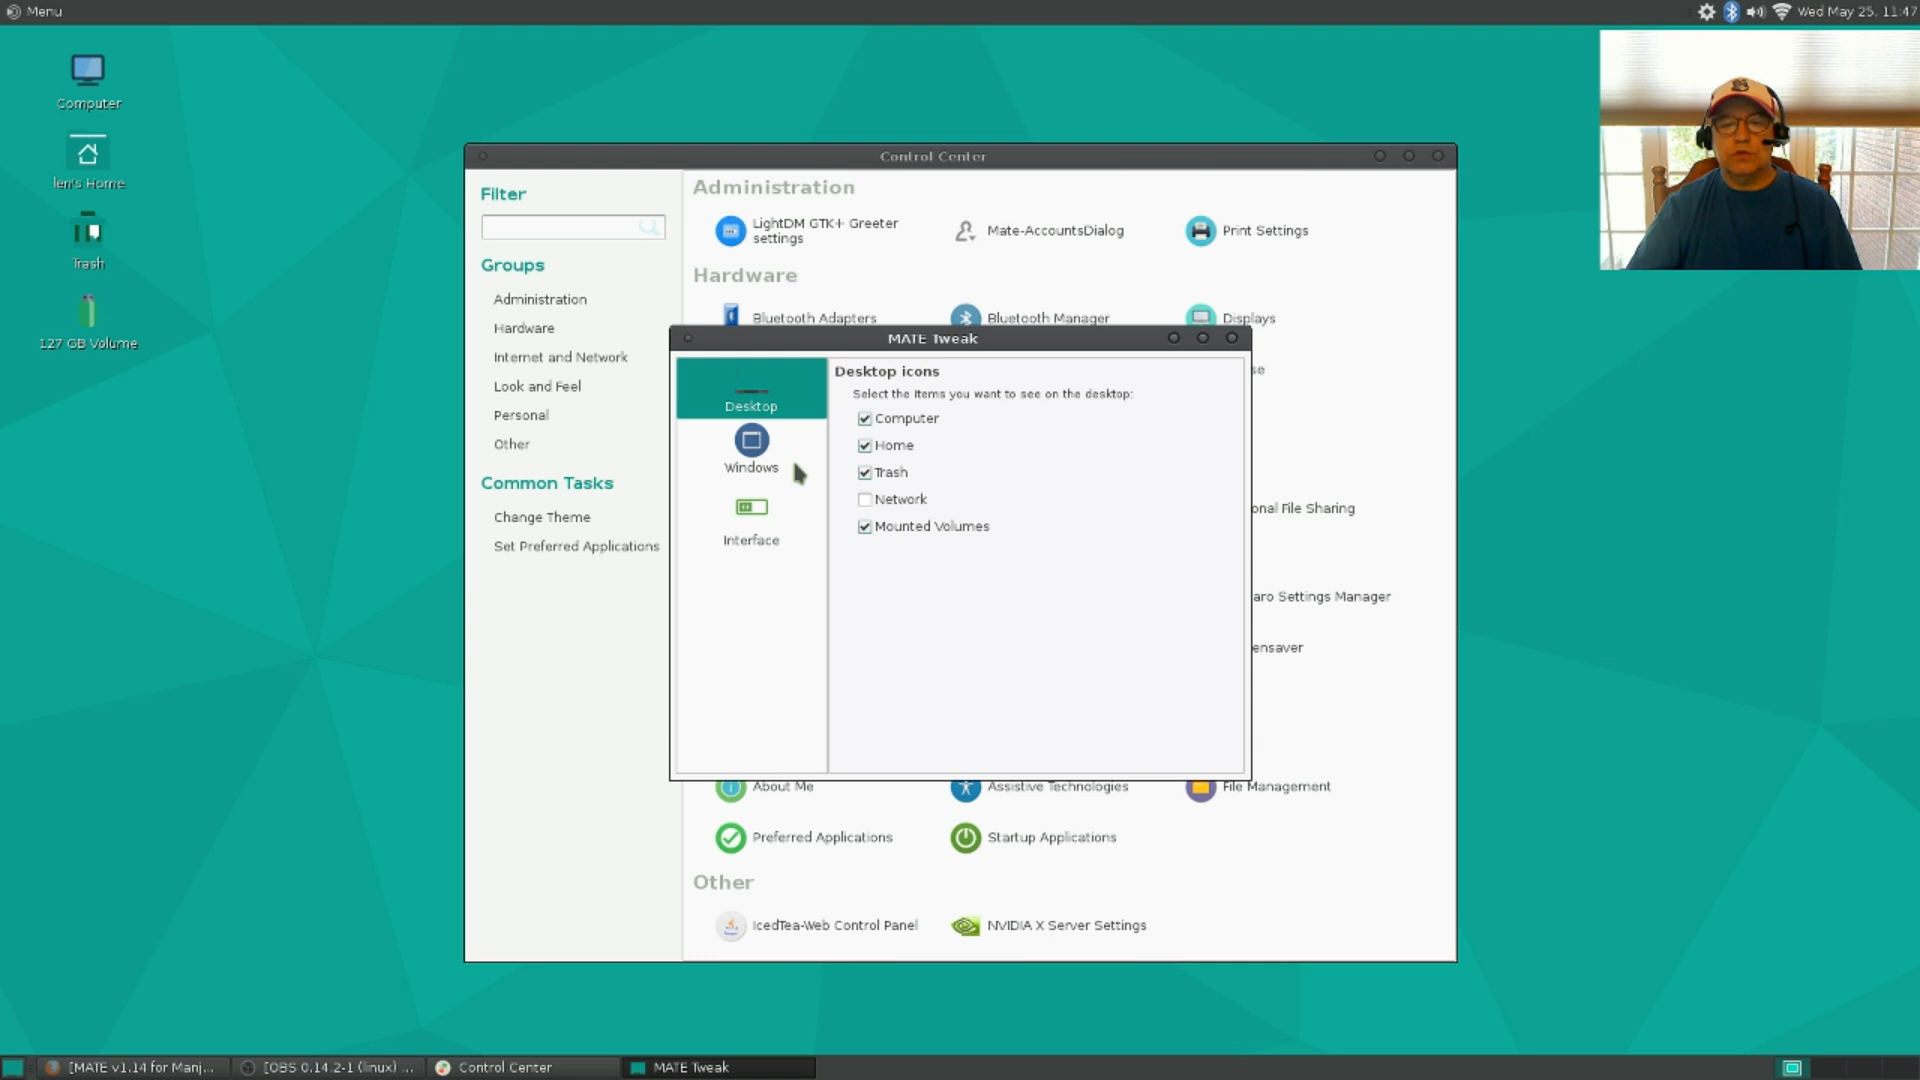 Menu
Wed May 25, 11:47
Computer
len's Home
Trash
127 GB Volume
Control Center
Filter
Groups
Administration
Hardware
Internet and Network
Look and Feel
Personal
Other
Common Tasks
Change Theme
Set Preferred Applications
Administration
LightDM GTK+ Greeter
settings
Mate-AccountsDialog
Print Settings
Hardware
Bluetooth Adapters
Bluetooth Manager
Displays
se
onal File Sharing
aro Settings Manager
ensaver
MATE Tweak
Desktop
Windows
Interface
Desktop icons
Select the items you want to see on the desktop:
Computer
Home
Trash
Network
Mounted Volumes
About Me
Assistive Technologies
File Management
Preferred Applications
Startup Applications
Other
IcedTea-Web Control Panel
NVIDIA X Server Settings
[MATE v1.14 for Manj...
[OBS 0.14.2-1 (linux) ...
Control Center
MATE Tweak